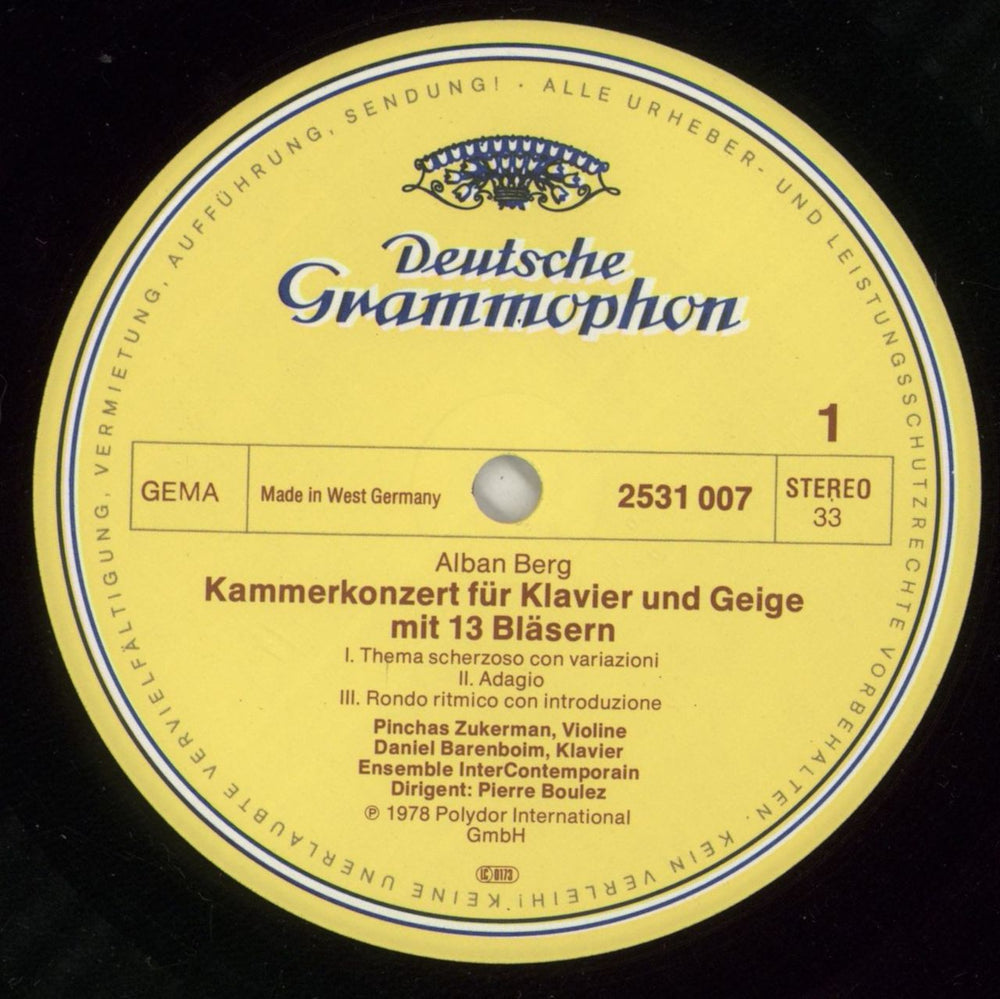 ALLE URHEBER- UND LEISTUNGSSCHUTZRECHTE VORBEHALTEN. KEIN VERLEIH! KEINE UNERLAUBTE VERVIELFÄLTIGUNG, VERMIETUNG, AUFFÜHRUNG, SENDUNG! ·
Deutsche
Grammophon
1
GEMA
Made in West Germany
2531 007
STEREO
33
Alban Berg
Kammerkonzert für Klavier und Geige
mit 13 Bläsern
I. Thema scherzoso con variazioni
II. Adagio
III. Rondo ritmico con introduzione
Pinchas Zukerman, Violine
Daniel Barenboim, Klavier
Ensemble InterContemporain
Dirigent: Pierre Boulez
℗ 1978 Polydor International
GmbH
LC 0173